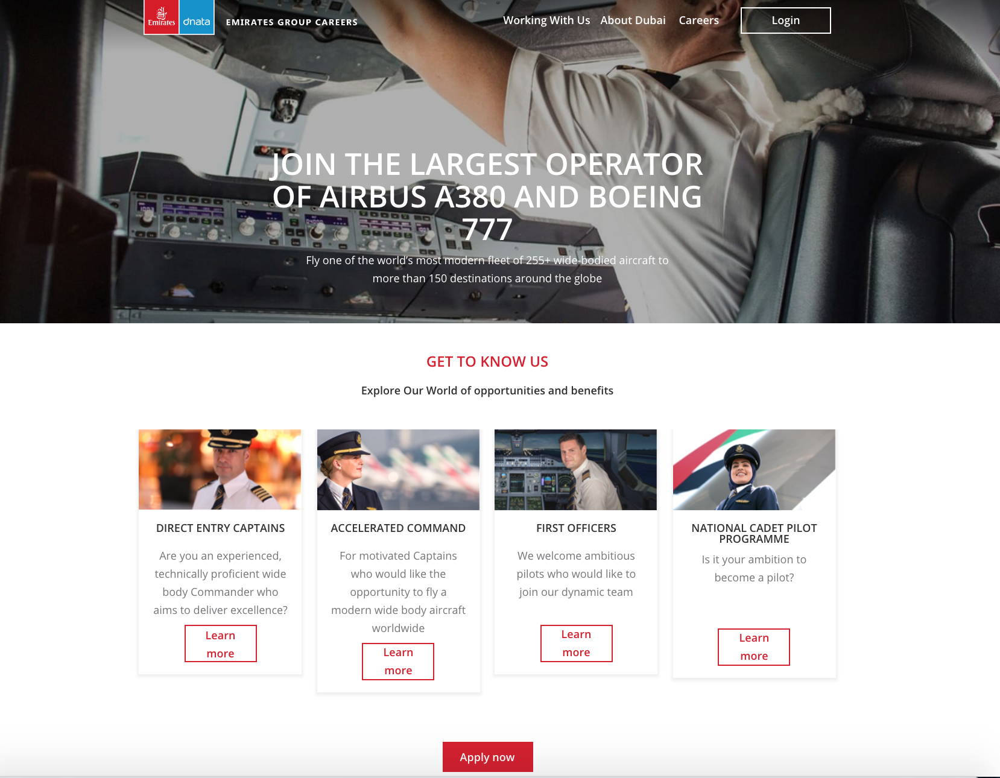 Emirates
dnata
EMIRATES GROUP CAREERS
Working With Us
About Dubai
Careers
Login
JOIN THE LARGEST OPERATOR
OF AIRBUS A380 AND BOEING
777
Fly one of the world's most modern fleet of 255+ wide-bodied aircraft to
more than 150 destinations around the globe
GET TO KNOW US
Explore Our World of opportunities and benefits
DIRECT ENTRY CAPTAINS
Are you an experienced,
technically proficient wide
body Commander who
aims to deliver excellence?
Learn
more
ACCELERATED COMMAND
For motivated Captains
who would like the
opportunity to fly a
modern wide body aircraft
worldwide
Learn
more
FIRST OFFICERS
We welcome ambitious
pilots who would like to
join our dynamic team
Learn
more
NATIONAL CADET PILOT
PROGRAMME
Is it your ambition to
become a pilot?
Learn
more
Apply now